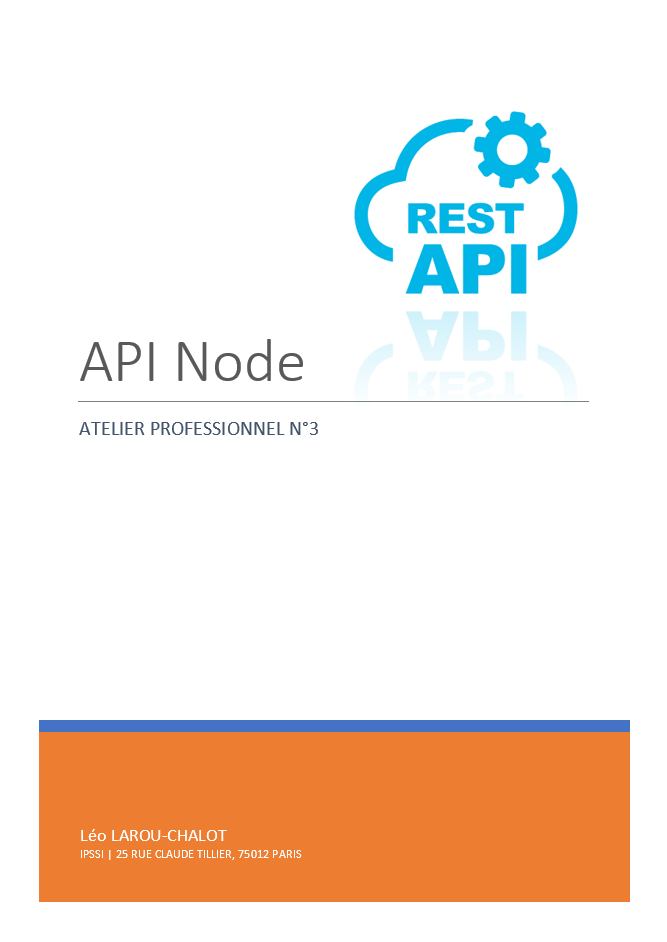 REST
API
API Node
ATELIER PROFESSIONNEL N°3
Léo LAROU-CHALOT
IPSSI | 25 RUE CLAUDE TILLIER, 75012 PARIS